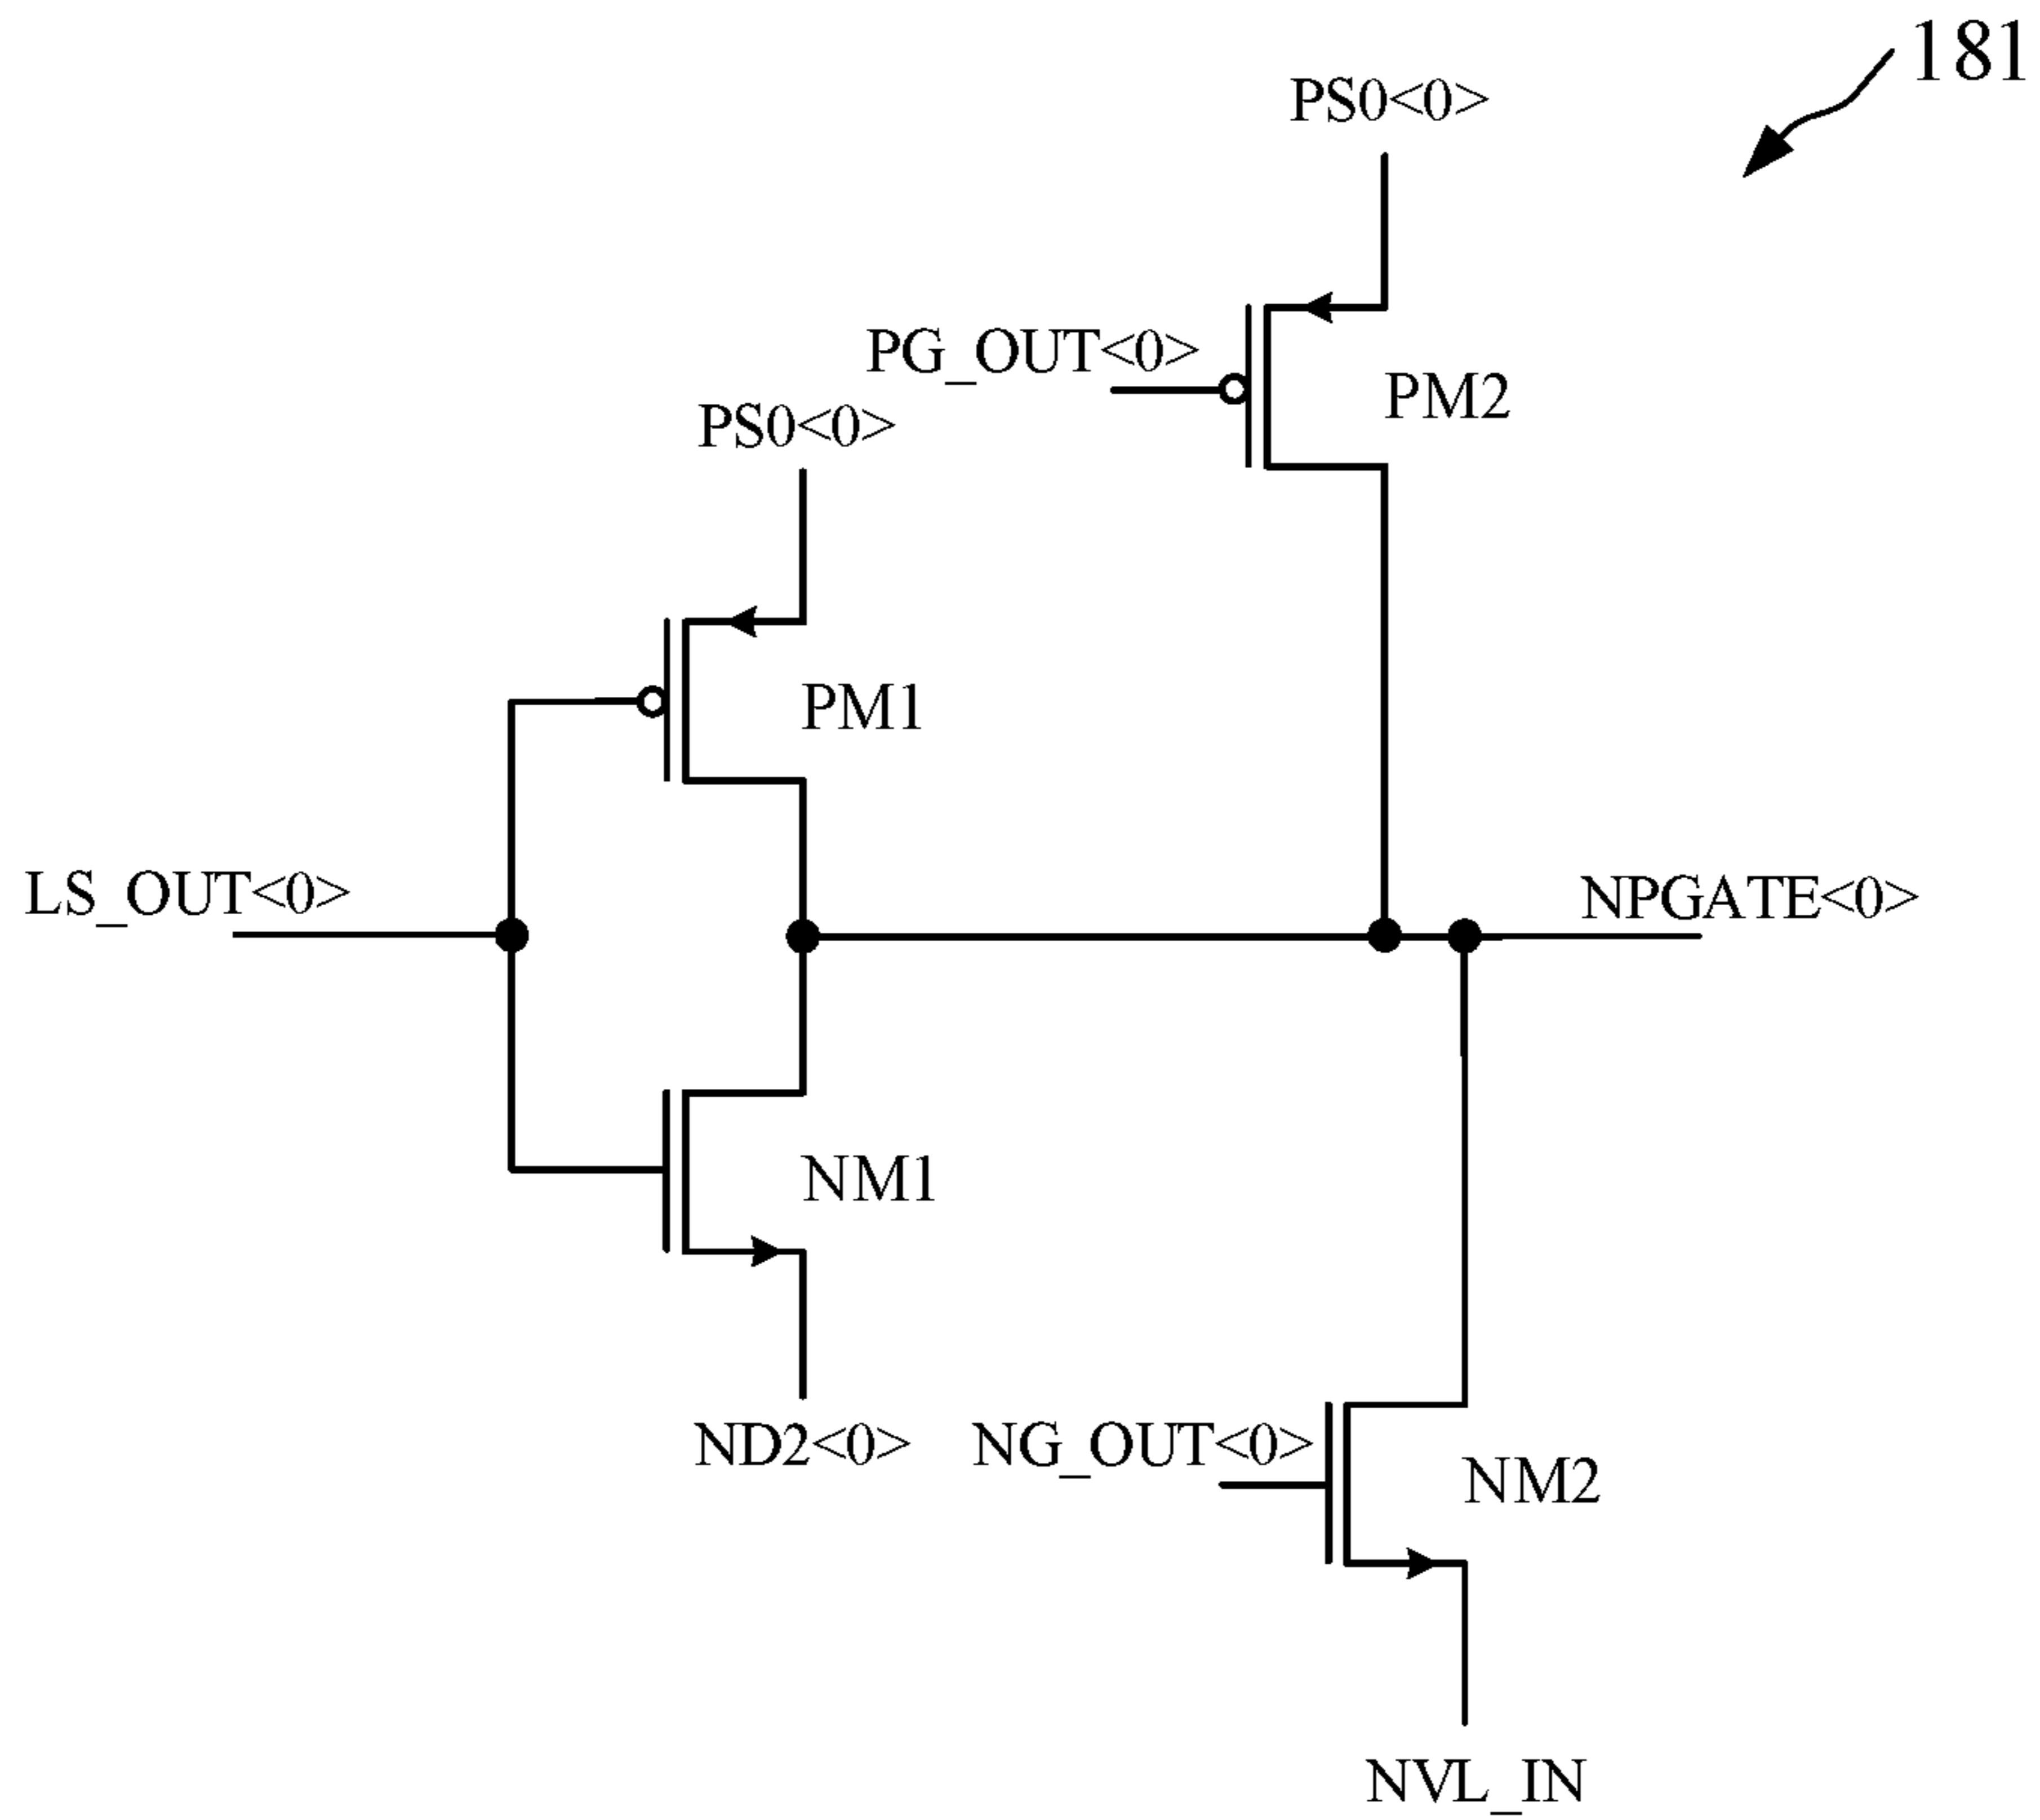 181
PS0<0>
PG_OUT<0>
PM2
PS0<0>
PM1
LS_OUT<0>
NPGATE<0>
NM1
ND2<0>
NG_OUT<0>
NM2
NVL_IN